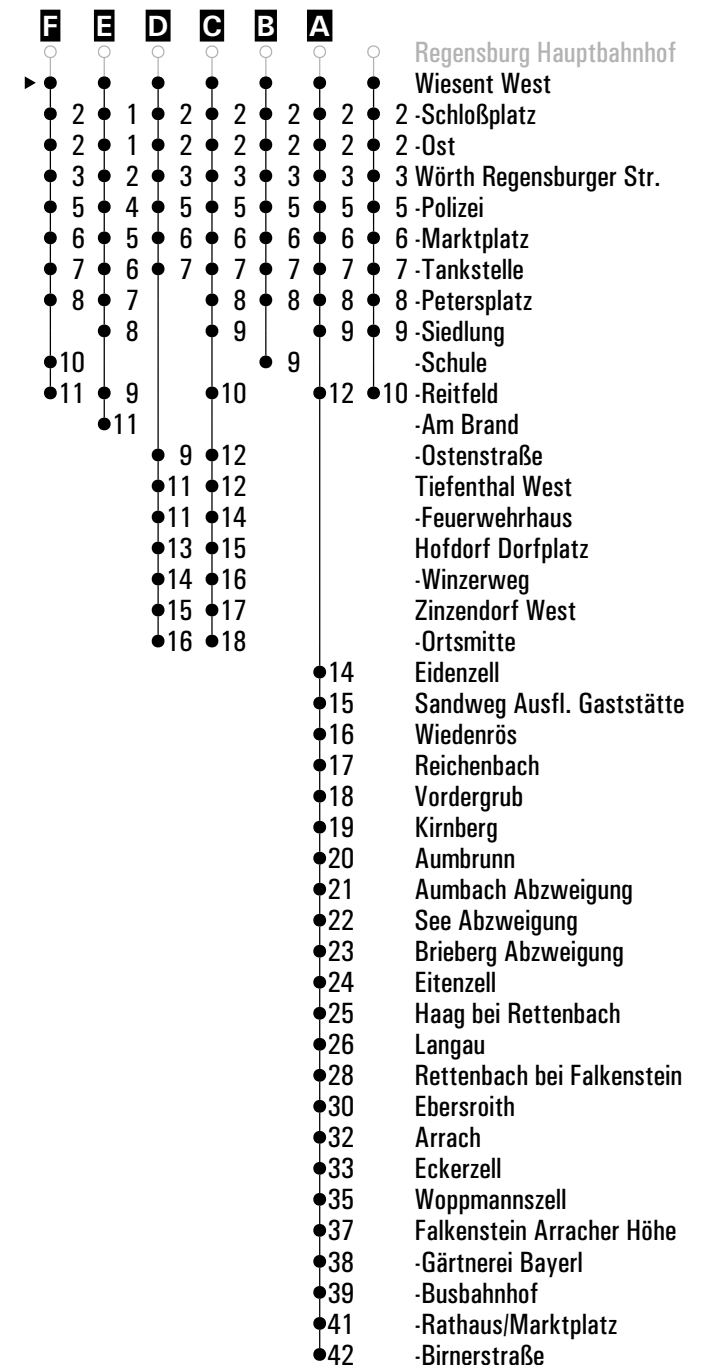 F E D C B A
Regensburg Hauptbahnhof
Wiesent West
2 1 2 2 2 2 2 -Schloßplatz
2 1 2 2 2 2 2 -Ost
3 2 3 3 3 3 3 Wörth Regensburger Str.
5 4 5 5 5 5 5 -Polizei
6 5 6 6 6 6 6 -Marktplatz
7 6 7 7 7 7 7 -Tankstelle
8 7 8 8 8 8 -Petersplatz
8 9 9 9 -Siedlung
10 9 -Schule
11 9 10 12 10 -Reitfeld
11 -Am Brand
9 12 -Ostenstraße
11 12 Tiefenthal West
11 14 -Feuerwehrhaus
13 15 Hofdorf Dorfplatz
14 16 -Winzerweg
15 17 Zinzendorf West
16 18 -Ortsmitte
14 Eidenzell
15 Sandweg Ausfl. Gaststätte
16 Wiedenrös
17 Reichenbach
18 Vordergrub
19 Kirnberg
20 Aumbrunn
21 Aumbach Abzweigung
22 See Abzweigung
23 Brieberg Abzweigung
24 Eitenzell
25 Haag bei Rettenbach
26 Langau
28 Rettenbach bei Falkenstein
30 Ebersroith
32 Arrach
33 Eckerzell
35 Woppmannszell
37 Falkenstein Arracher Höhe
38 -Gärtnerei Bayerl
39 -Busbahnhof
41 -Rathaus/Marktplatz
42 -Birnerstraße